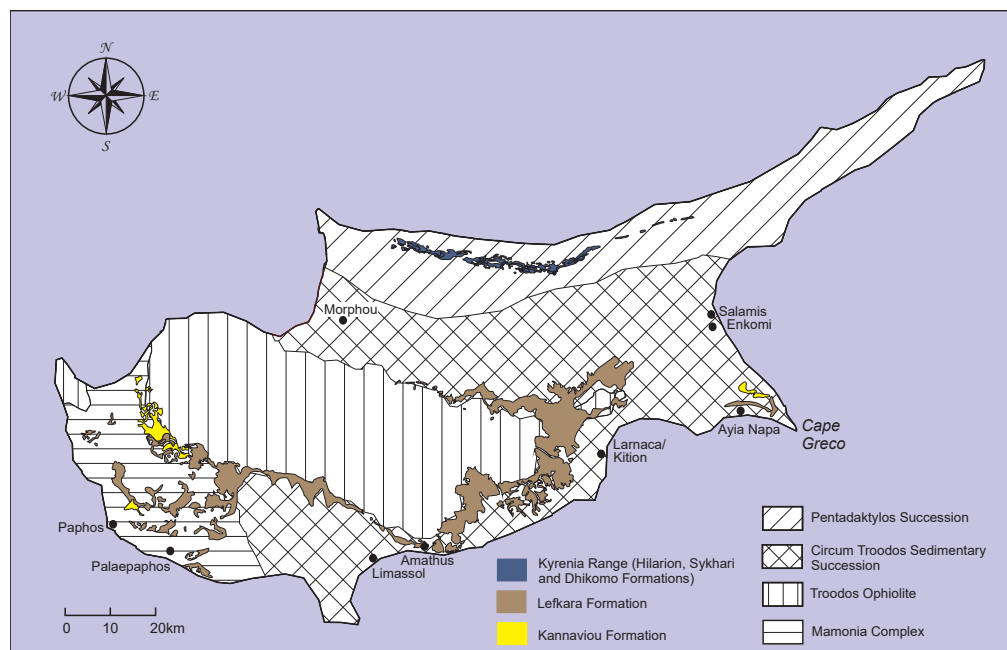 N
W
E
S
Morphou
Salamis
Enkomi
Ayia Napa
Cape
Greco
Larnaca/
Kition
Paphos
Palaepaphos
Amathus
Limassol
0 10 20km
Kyrenia Range (Hilarion, Sykhari
and Dhikomo Formations)
Lefkara Formation
Kannaviou Formation
Pentadaktylos Succession
Circum Troodos Sedimentary
Succession
Troodos Ophiolite
Mamonia Complex